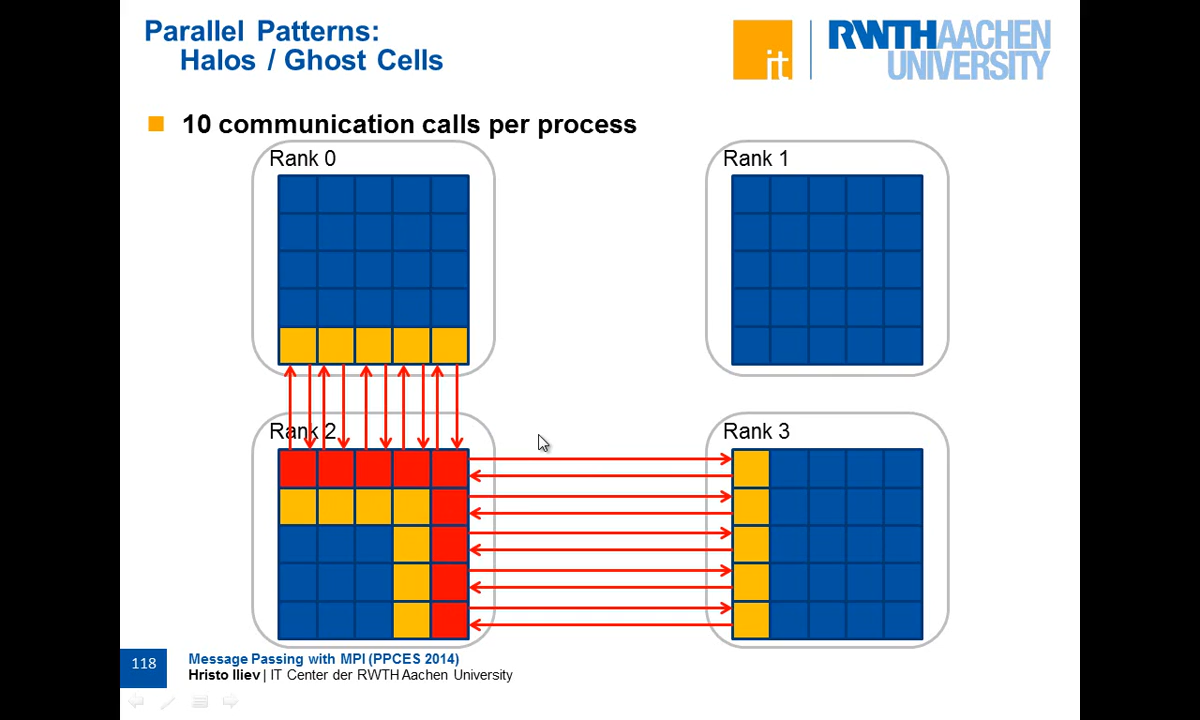 Parallel Patterns:
Halos / Ghost Cells
it
RWTHAACHEN
UNIVERSITY
10 communication calls per process
Rank 0
Rank 1
Rank 2
Rank 3
118
Message Passing with MPI (PPCES 2014)
Hristo Iliev | IT Center der RWTH Aachen University